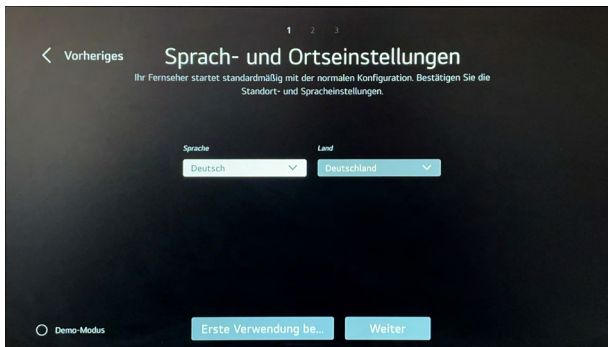 1 2 3
Vorheriges
Sprach- und Ortseinstellungen
Ihr Fernseher startet standardmäßig mit der normalen Konfiguration. Bestätigen Sie die
Standort- und Spracheinstellungen.
Sprache Land
Deutsch Deutschland
Demo-Modus
Erste Verwendung be... Weiter